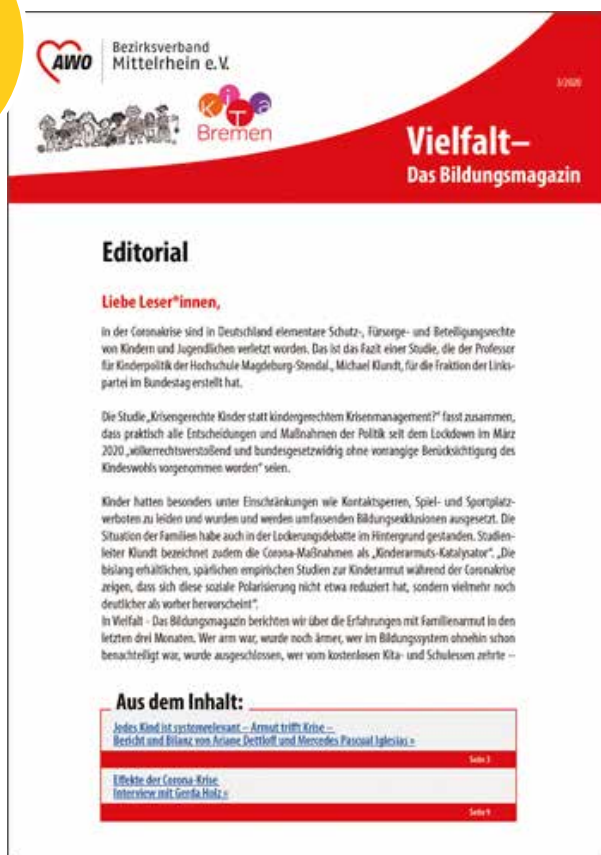 AWO
Bezirksverband
Mittelrhein e.V.
KiTa
Bremen
3/2020
Vielfalt–
Das Bildungsmagazin
Editorial
Liebe Leser*innen,
in der Coronakrise sind in Deutschland elementare Schutz-, Fürsorge- und Beteiligungsrechte
von Kindern und Jugendlichen verletzt worden. Das ist das Fazit einer Studie, die der Professor
für Kinderpolitik der Hochschule Magdeburg-Stendal., Michael Klundt, für die Fraktion der Links-
partei im Bundestag erstellt hat.
Die Studie „Krisengerechte Kinder statt kindergerechtem Krisenmanagement?“ fasst zusammen,
dass praktisch alle Entscheidungen und Maßnahmen der Politik seit dem Lockdown im März
2020 „völkerrechtsverstoßend und bundesgesetzwidrig ohne vorrangige Berücksichtigung des
Kindeswohls vorgenommen worden“ seien.
Kinder hatten besonders unter Einschränkungen wie Kontaktsperren, Spiel- und Sportplatz-
verboten zu leiden und wurden und werden umfassenden Bildungsexklusionen ausgesetzt. Die
Situation der Familien habe auch in der Lockerungsdebatte im Hintergrund gestanden. Studien-
leiter Klundt bezeichnet zudem die Corona-Maßnahmen als „Kinderarmuts-Katalysator“. „Die
bislang erhältlichen, spärlichen empirischen Studien zur Kinderarmut während der Coronakrise
zeigen, dass sich diese soziale Polarisierung nicht etwa reduziert hat, sondern vielmehr noch
deutlicher als vorher hervorscheint“.
In Vielfalt - Das Bildungsmagazin berichten wir über die Erfahrungen mit Familienarmut in den
letzten drei Monaten. Wer arm war, wurde noch ärmer, wer im Bildungssystem ohnehin schon
benachteiligt war, wurde ausgeschlossen, wer vom kostenlosen Kita- und Schulessen zehrte –
Aus dem Inhalt:
Jedes Kind ist systemrelevant – Armut trifft Krise –
Bericht und Bilanz von Ariane Dettloff und Mercedes Pascual Iglesias »
Seite 3
Effekte der Corona-Krise
Interview mit Gerda Holz »
Seite 9